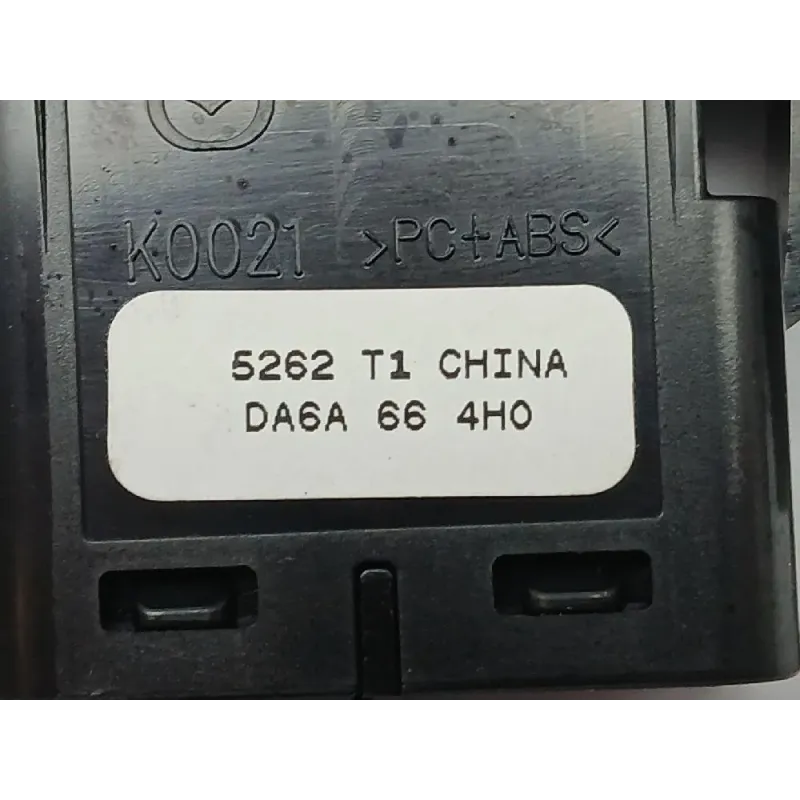 K0021 >PC+ABS<
5262 T1 CHINA
DA6A 66 4H0